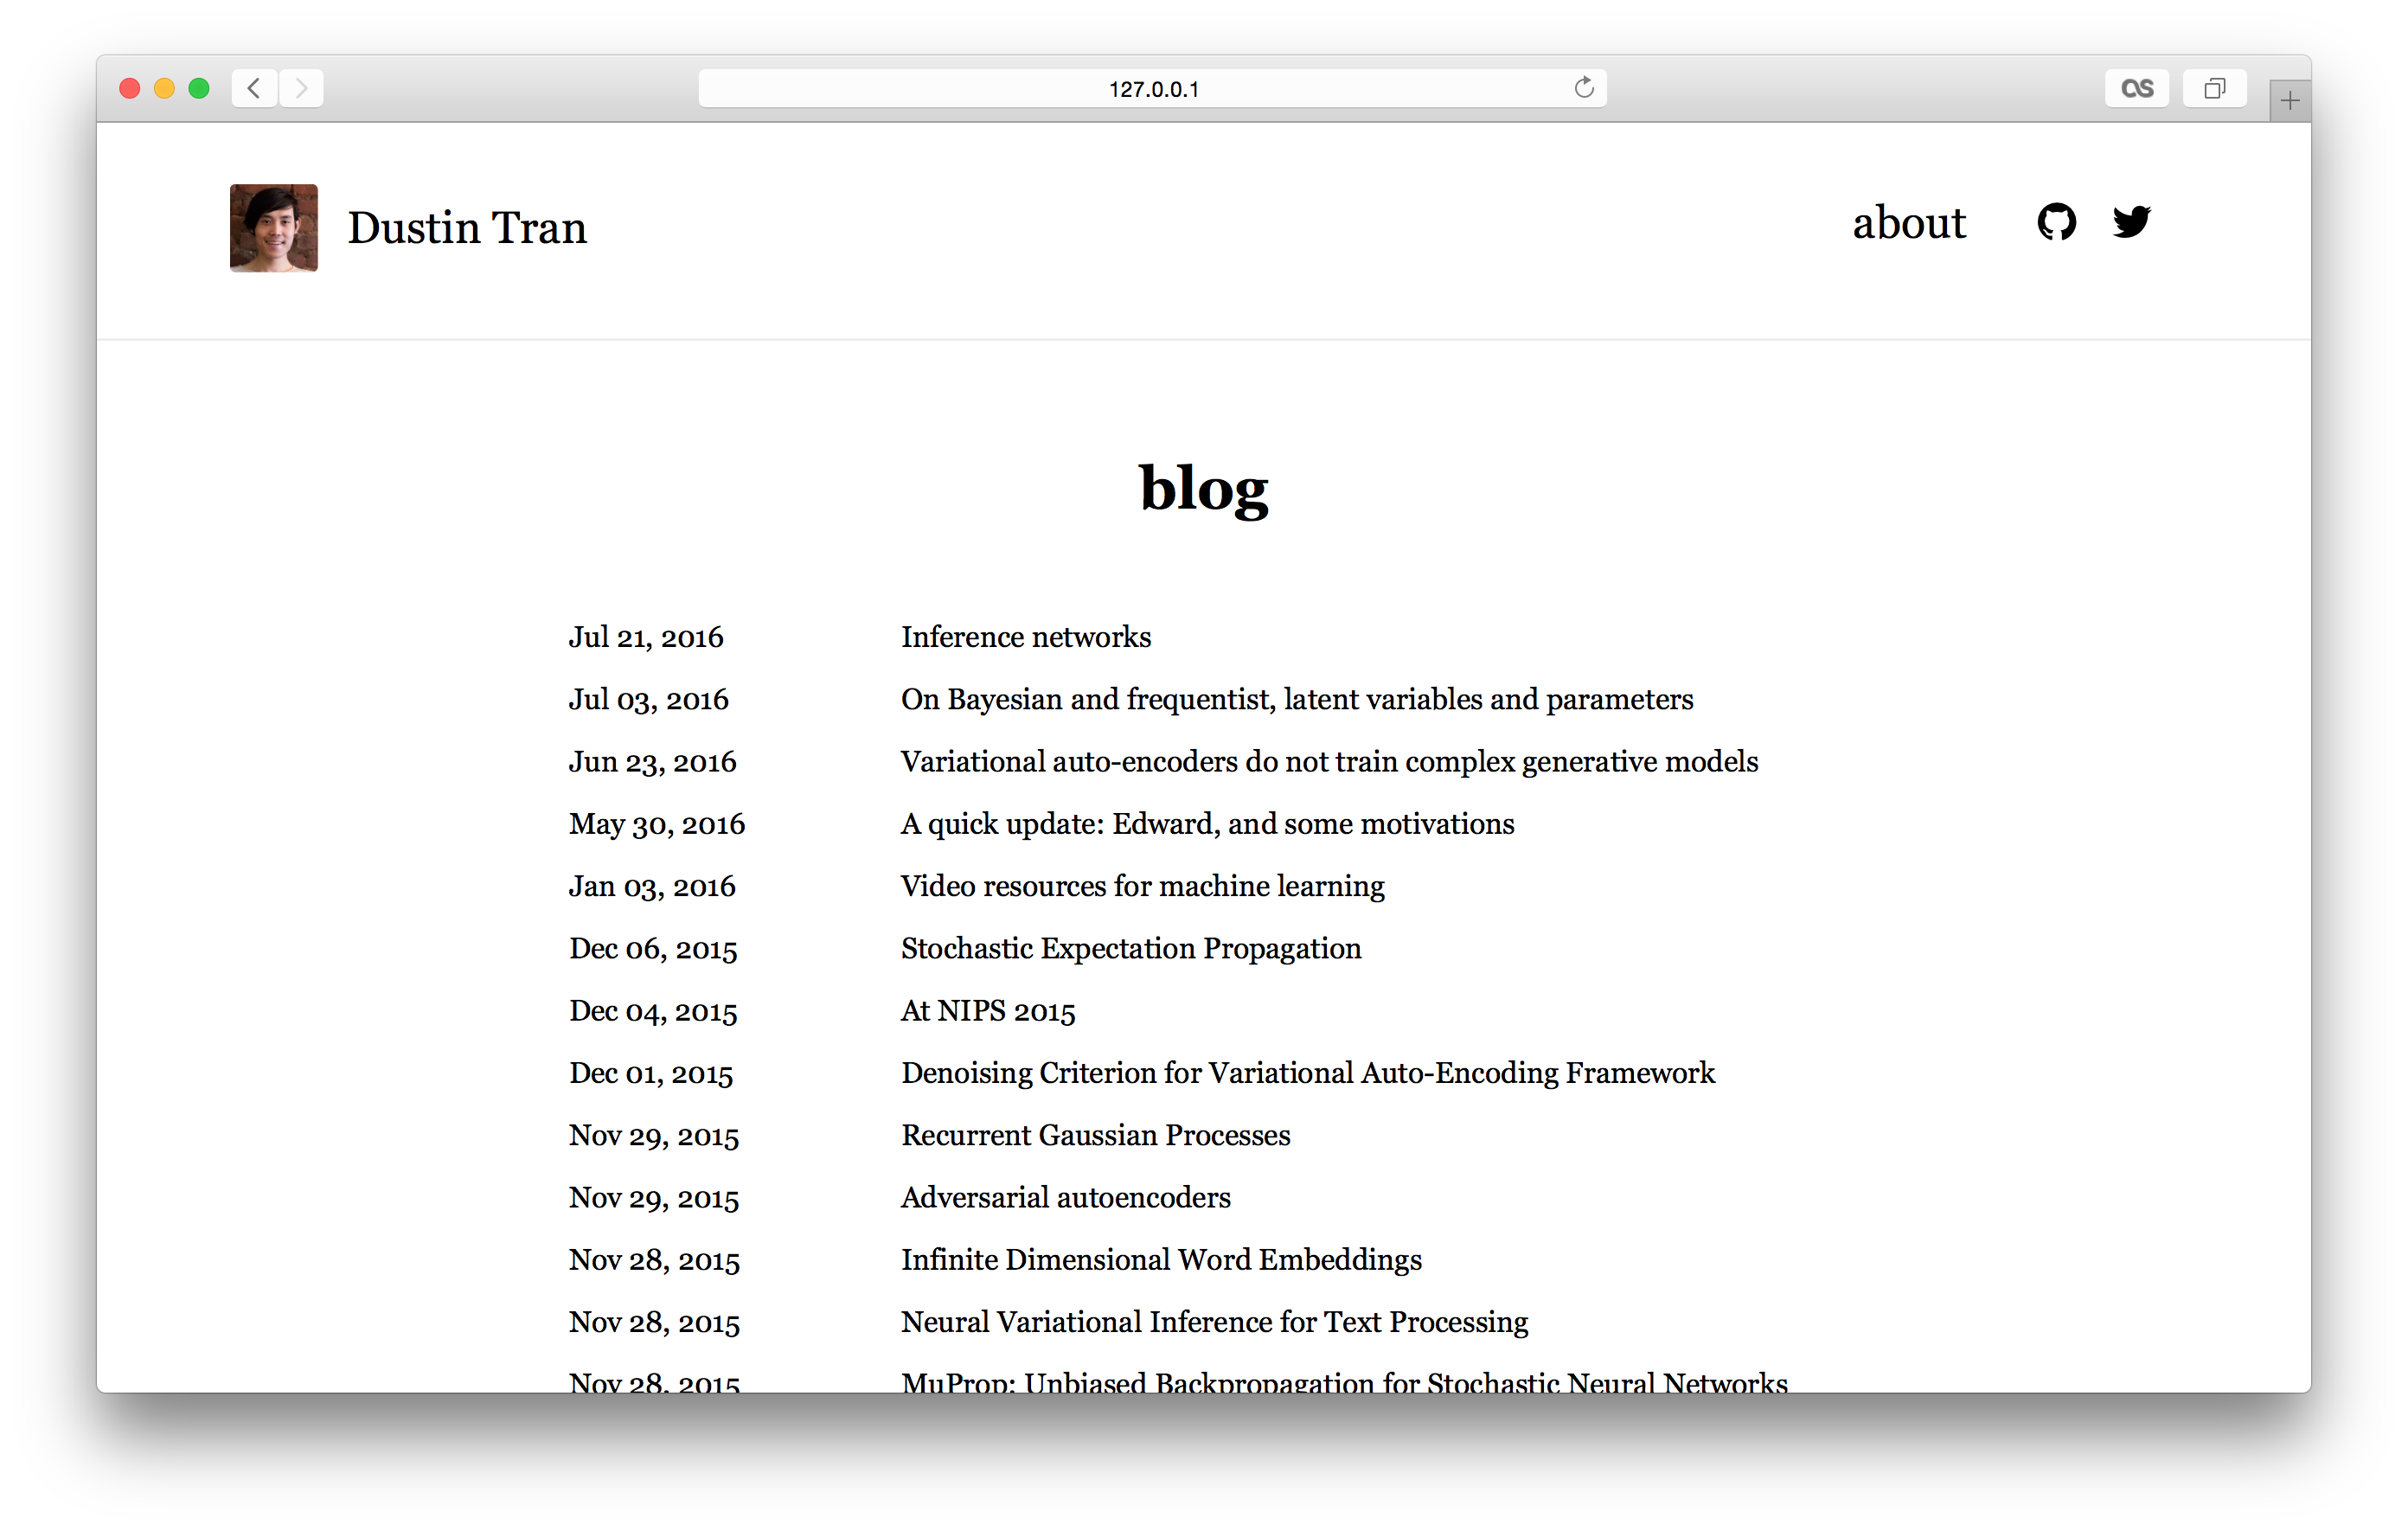 127.0.0.1
Dustin Tran
about
blog
Jul 21, 2016 Inference networks
Jul 03, 2016 On Bayesian and frequentist, latent variables and parameters
Jun 23, 2016 Variational auto-encoders do not train complex generative models
May 30, 2016 A quick update: Edward, and some motivations
Jan 03, 2016 Video resources for machine learning
Dec 06, 2015 Stochastic Expectation Propagation
Dec 04, 2015 At NIPS 2015
Dec 01, 2015 Denoising Criterion for Variational Auto-Encoding Framework
Nov 29, 2015 Recurrent Gaussian Processes
Nov 29, 2015 Adversarial autoencoders
Nov 28, 2015 Infinite Dimensional Word Embeddings
Nov 28, 2015 Neural Variational Inference for Text Processing
Nov 28, 2015 MuProp: Unbiased Backpropagation for Stochastic Neural Networks